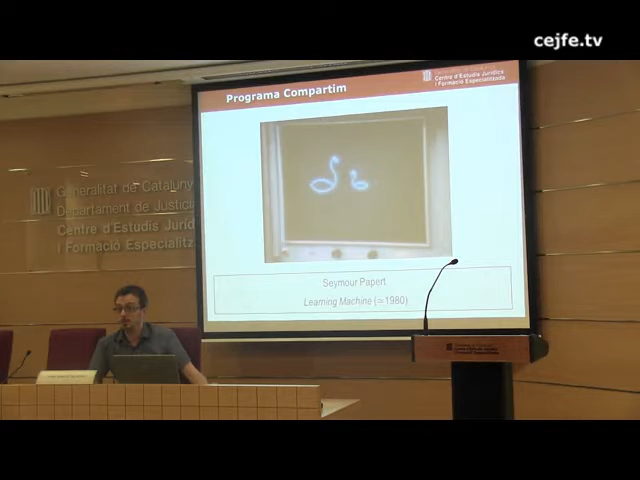 cejfe.tv
Programa Compartim
Centre d'Estudis Jurídics
i Formació Especialitzada
Generalitat de Catalunya
Departament de Justícia
Centre d'Estudis Juríd
i Formació Especialitz
Seymour Papert
Learning Machine (≃1980)